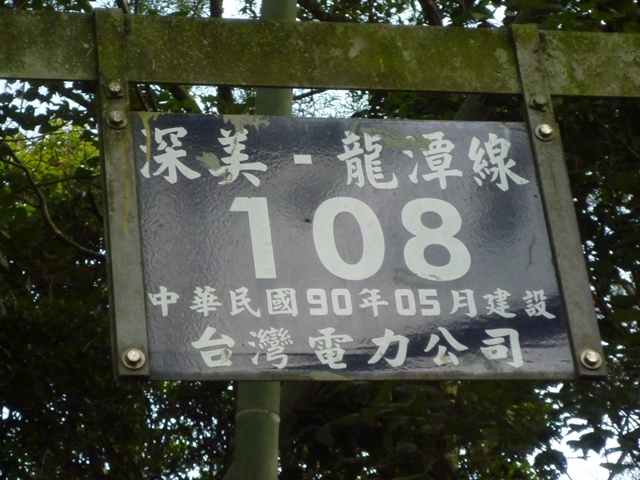 深美-龍潭線
108
中華民國90年05月建設
台灣電力公司